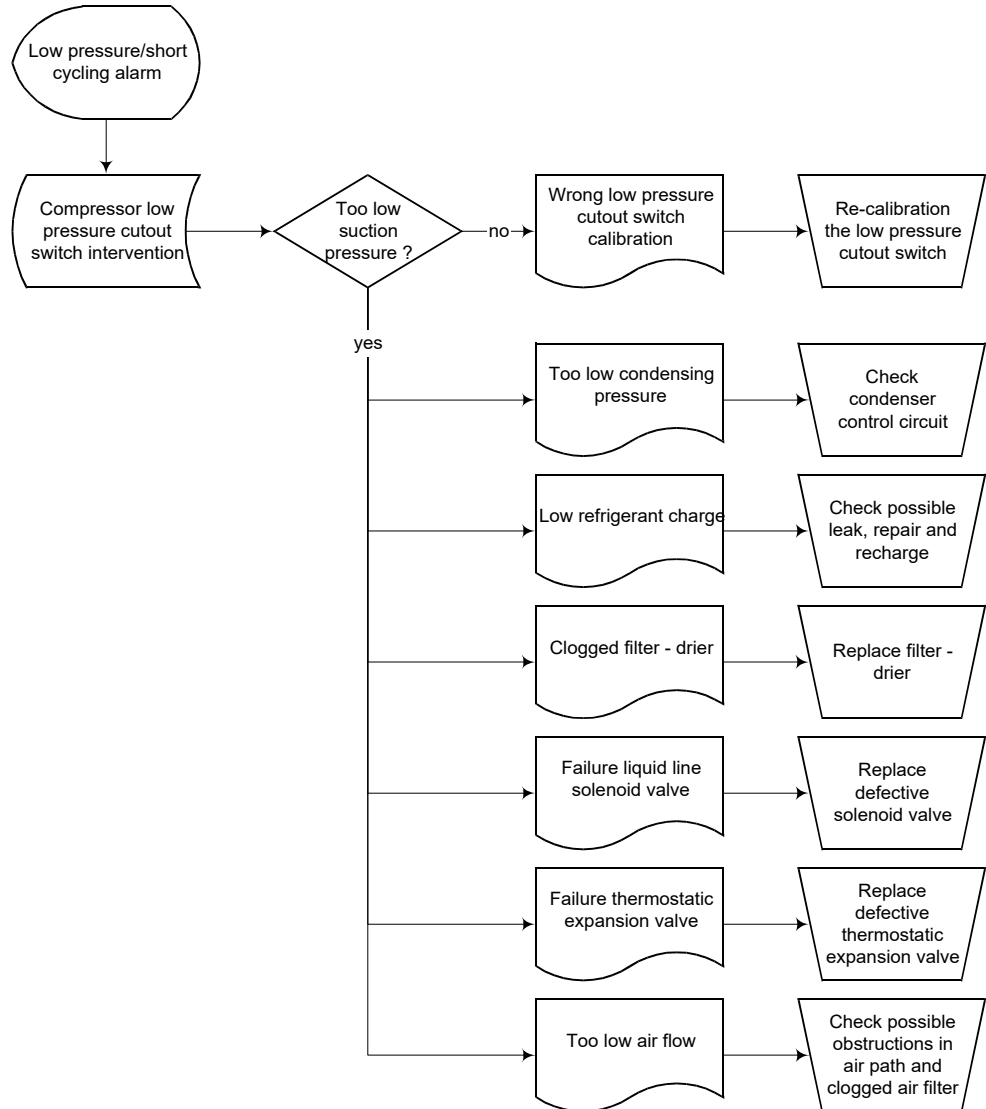 Low pressure/short
cycling alarm
Compressor low
pressure cutout
switch intervention
Too low
suction
pressure ?
no
Wrong low pressure
cutout switch
calibration
Re-calibration
the low pressure
cutout switch
yes
Too low condensing
pressure
Check
condenser
control circuit
Low refrigerant charge
Check possible
leak, repair and
recharge
Clogged filter - drier
Replace filter -
drier
Failure liquid line
solenoid valve
Replace
defective
solenoid valve
Failure thermostatic
expansion valve
Replace
defective
thermostatic
expansion valve
Too low air flow
Check possible
obstructions in
air path and
clogged air filter